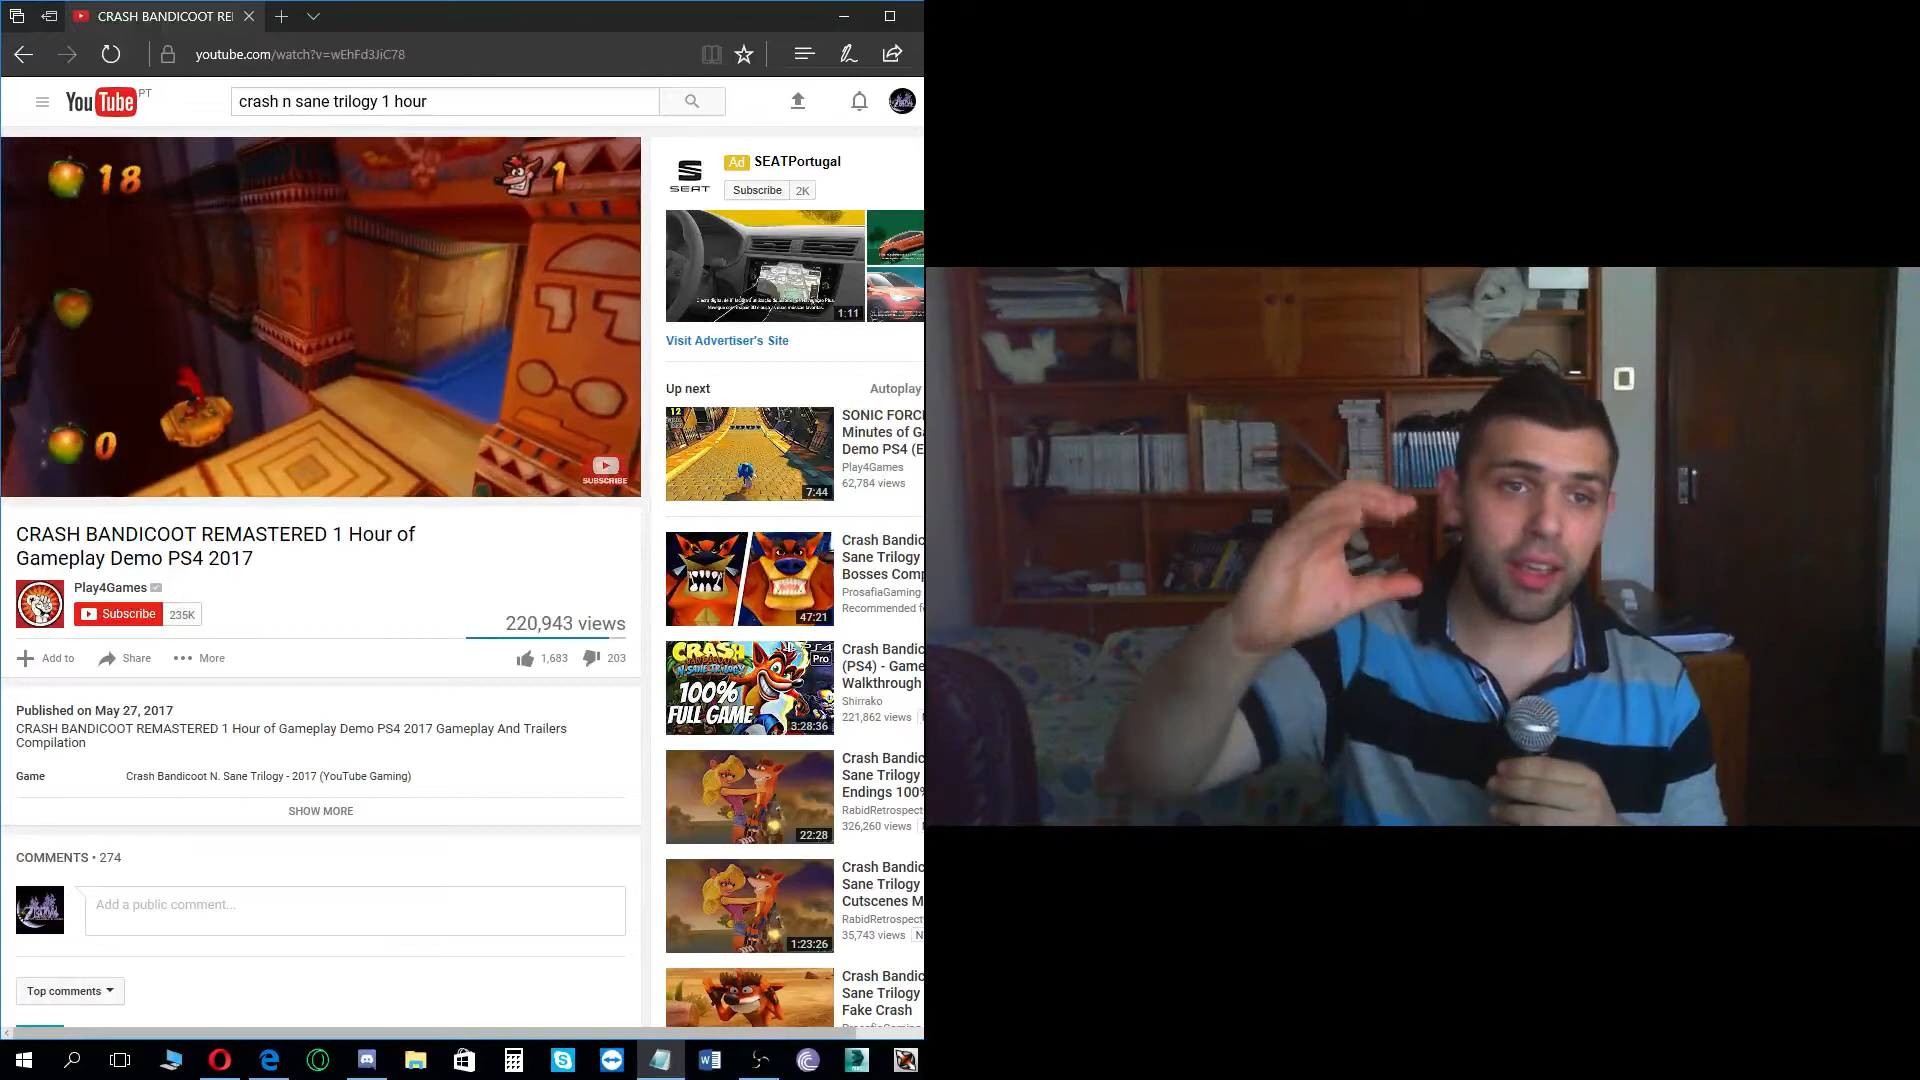 CRASH BANDICOOT RE
youtube.com/watch?v=wEhFd3JiC78
YouTube PT
crash n sane trilogy 1 hour
18
1
0
SUBSCRIBE
CRASH BANDICOOT REMASTERED 1 Hour of
Gameplay Demo PS4 2017
Play4Games
Subscribe 235K
220,943 views
Add to Share More 1,683 203
Published on May 27, 2017
CRASH BANDICOOT REMASTERED 1 Hour of Gameplay Demo PS4 2017 Gameplay And Trailers
Compilation
Game Crash Bandicoot N. Sane Trilogy - 2017 (YouTube Gaming)
SHOW MORE
COMMENTS • 274
Add a public comment...
Top comments
SEAT
Ad SEATPortugal
Subscribe 2K
1:11
Visit Advertiser's Site
Up next Autoplay
12
7:44
SONIC FORC
Minutes of G
Demo PS4 (E
Play4Games
62,784 views
47:21
Crash Bandic
Sane Trilogy
Bosses Comp
ProsafiaGaming
Recommended f
CRASH
BANDICOOT
N.SANE TRILOGY
PS4
Pro
100%
FULL GAME
3:28:36
Crash Bandic
(PS4) - Game
Walkthrough
Shirrako
221,862 views N
22:28
Crash Bandic
Sane Trilogy
Endings 100%
RabidRetrospect
326,260 views
1:23:26
Crash Bandic
Sane Trilogy
Cutscenes M
RabidRetrospect
35,743 views N
Crash Bandic
Sane Trilogy
Fake Crash